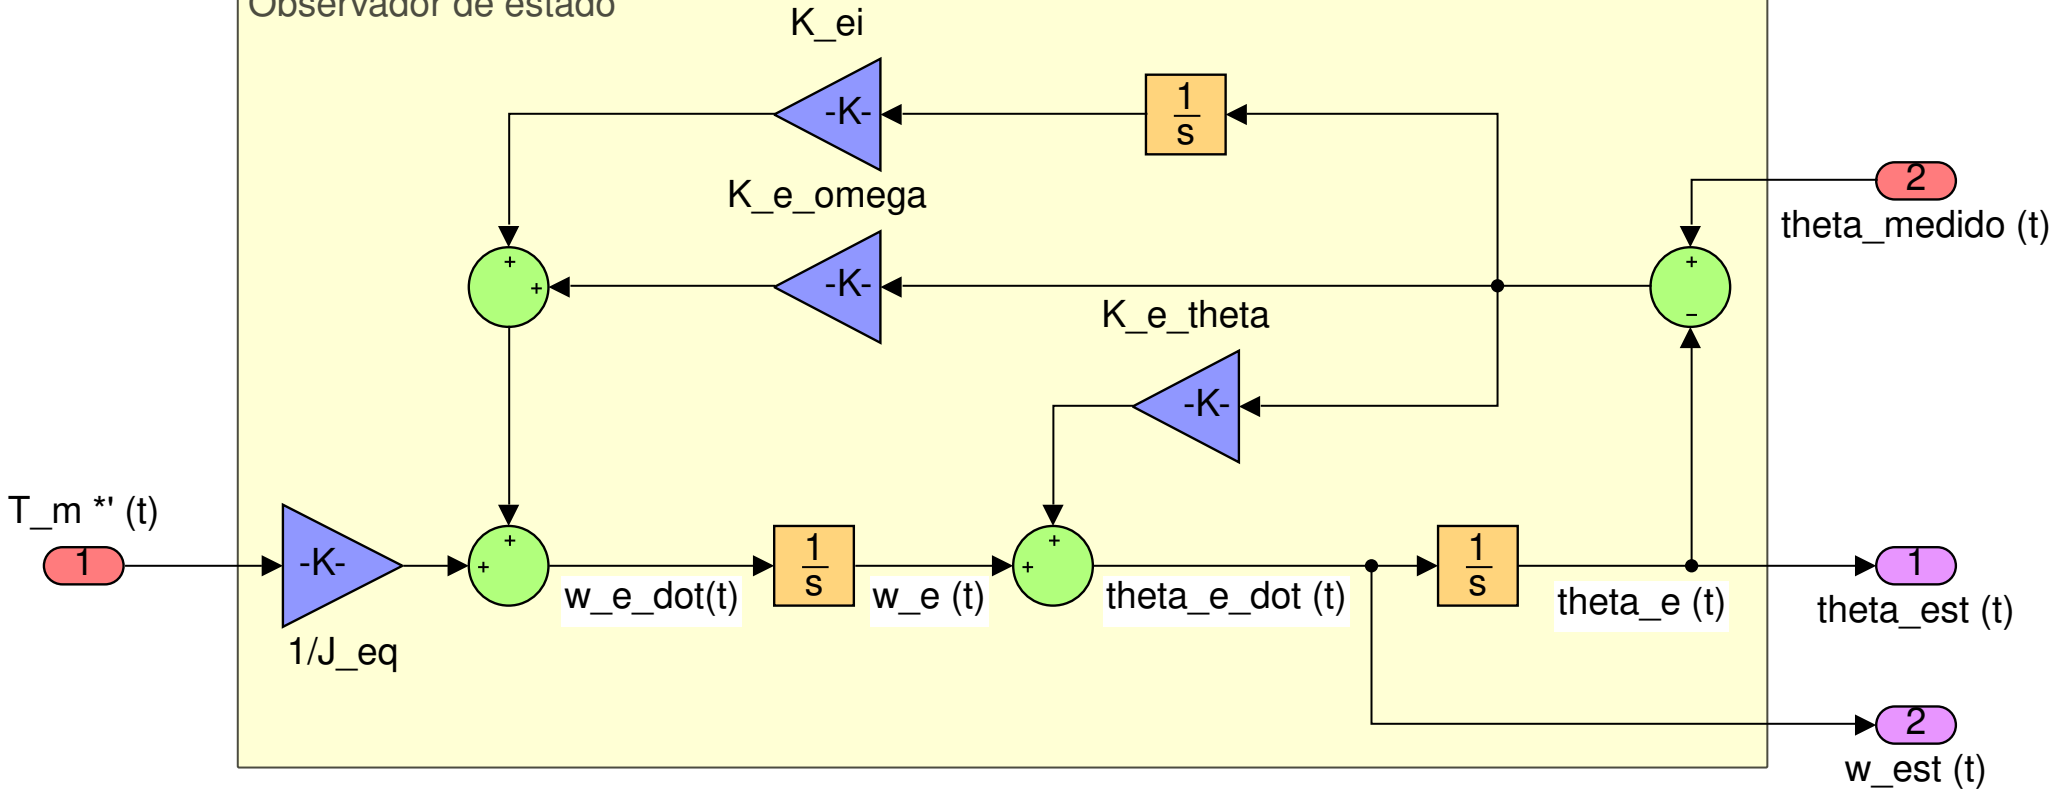 Observador de estado
K_ei
-K-
1
s
2
theta_medido (t)
K_e_omega
+
+
-K-
+
−
K_e_theta
-K-
T_m *' (t)
1
-K-
1/J_eq
+
+
w_e_dot(t)
1
s
w_e (t)
+
+
theta_e_dot (t)
1
s
theta_e (t)
1
theta_est (t)
2
w_est (t)